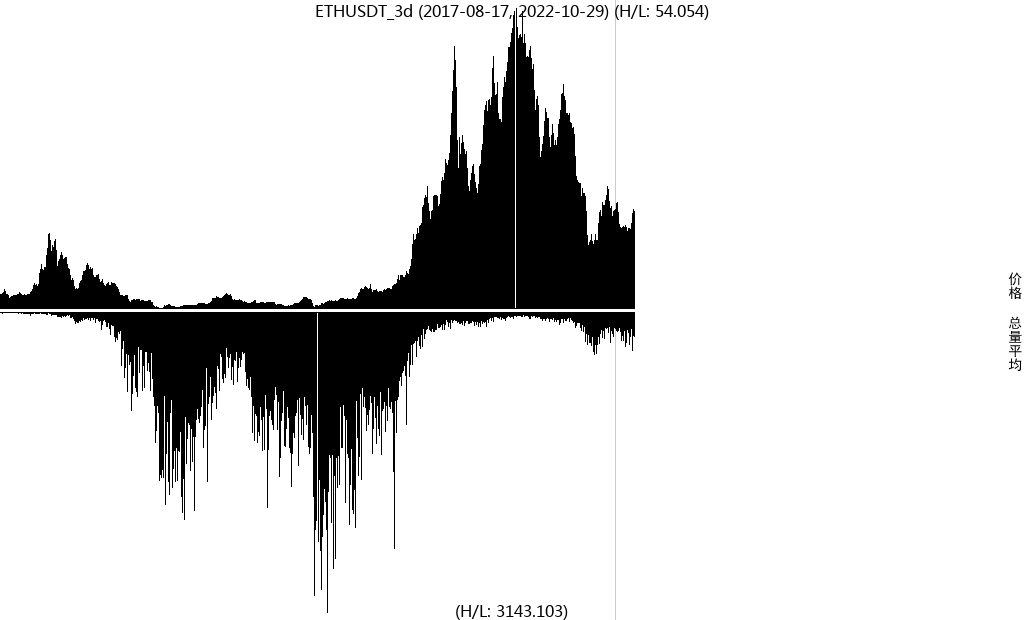 ETHUSDT_3d (2017-08-17, 2022-10-29) (H/L: 54.054)
价格 总量平均
(H/L: 3143.103)